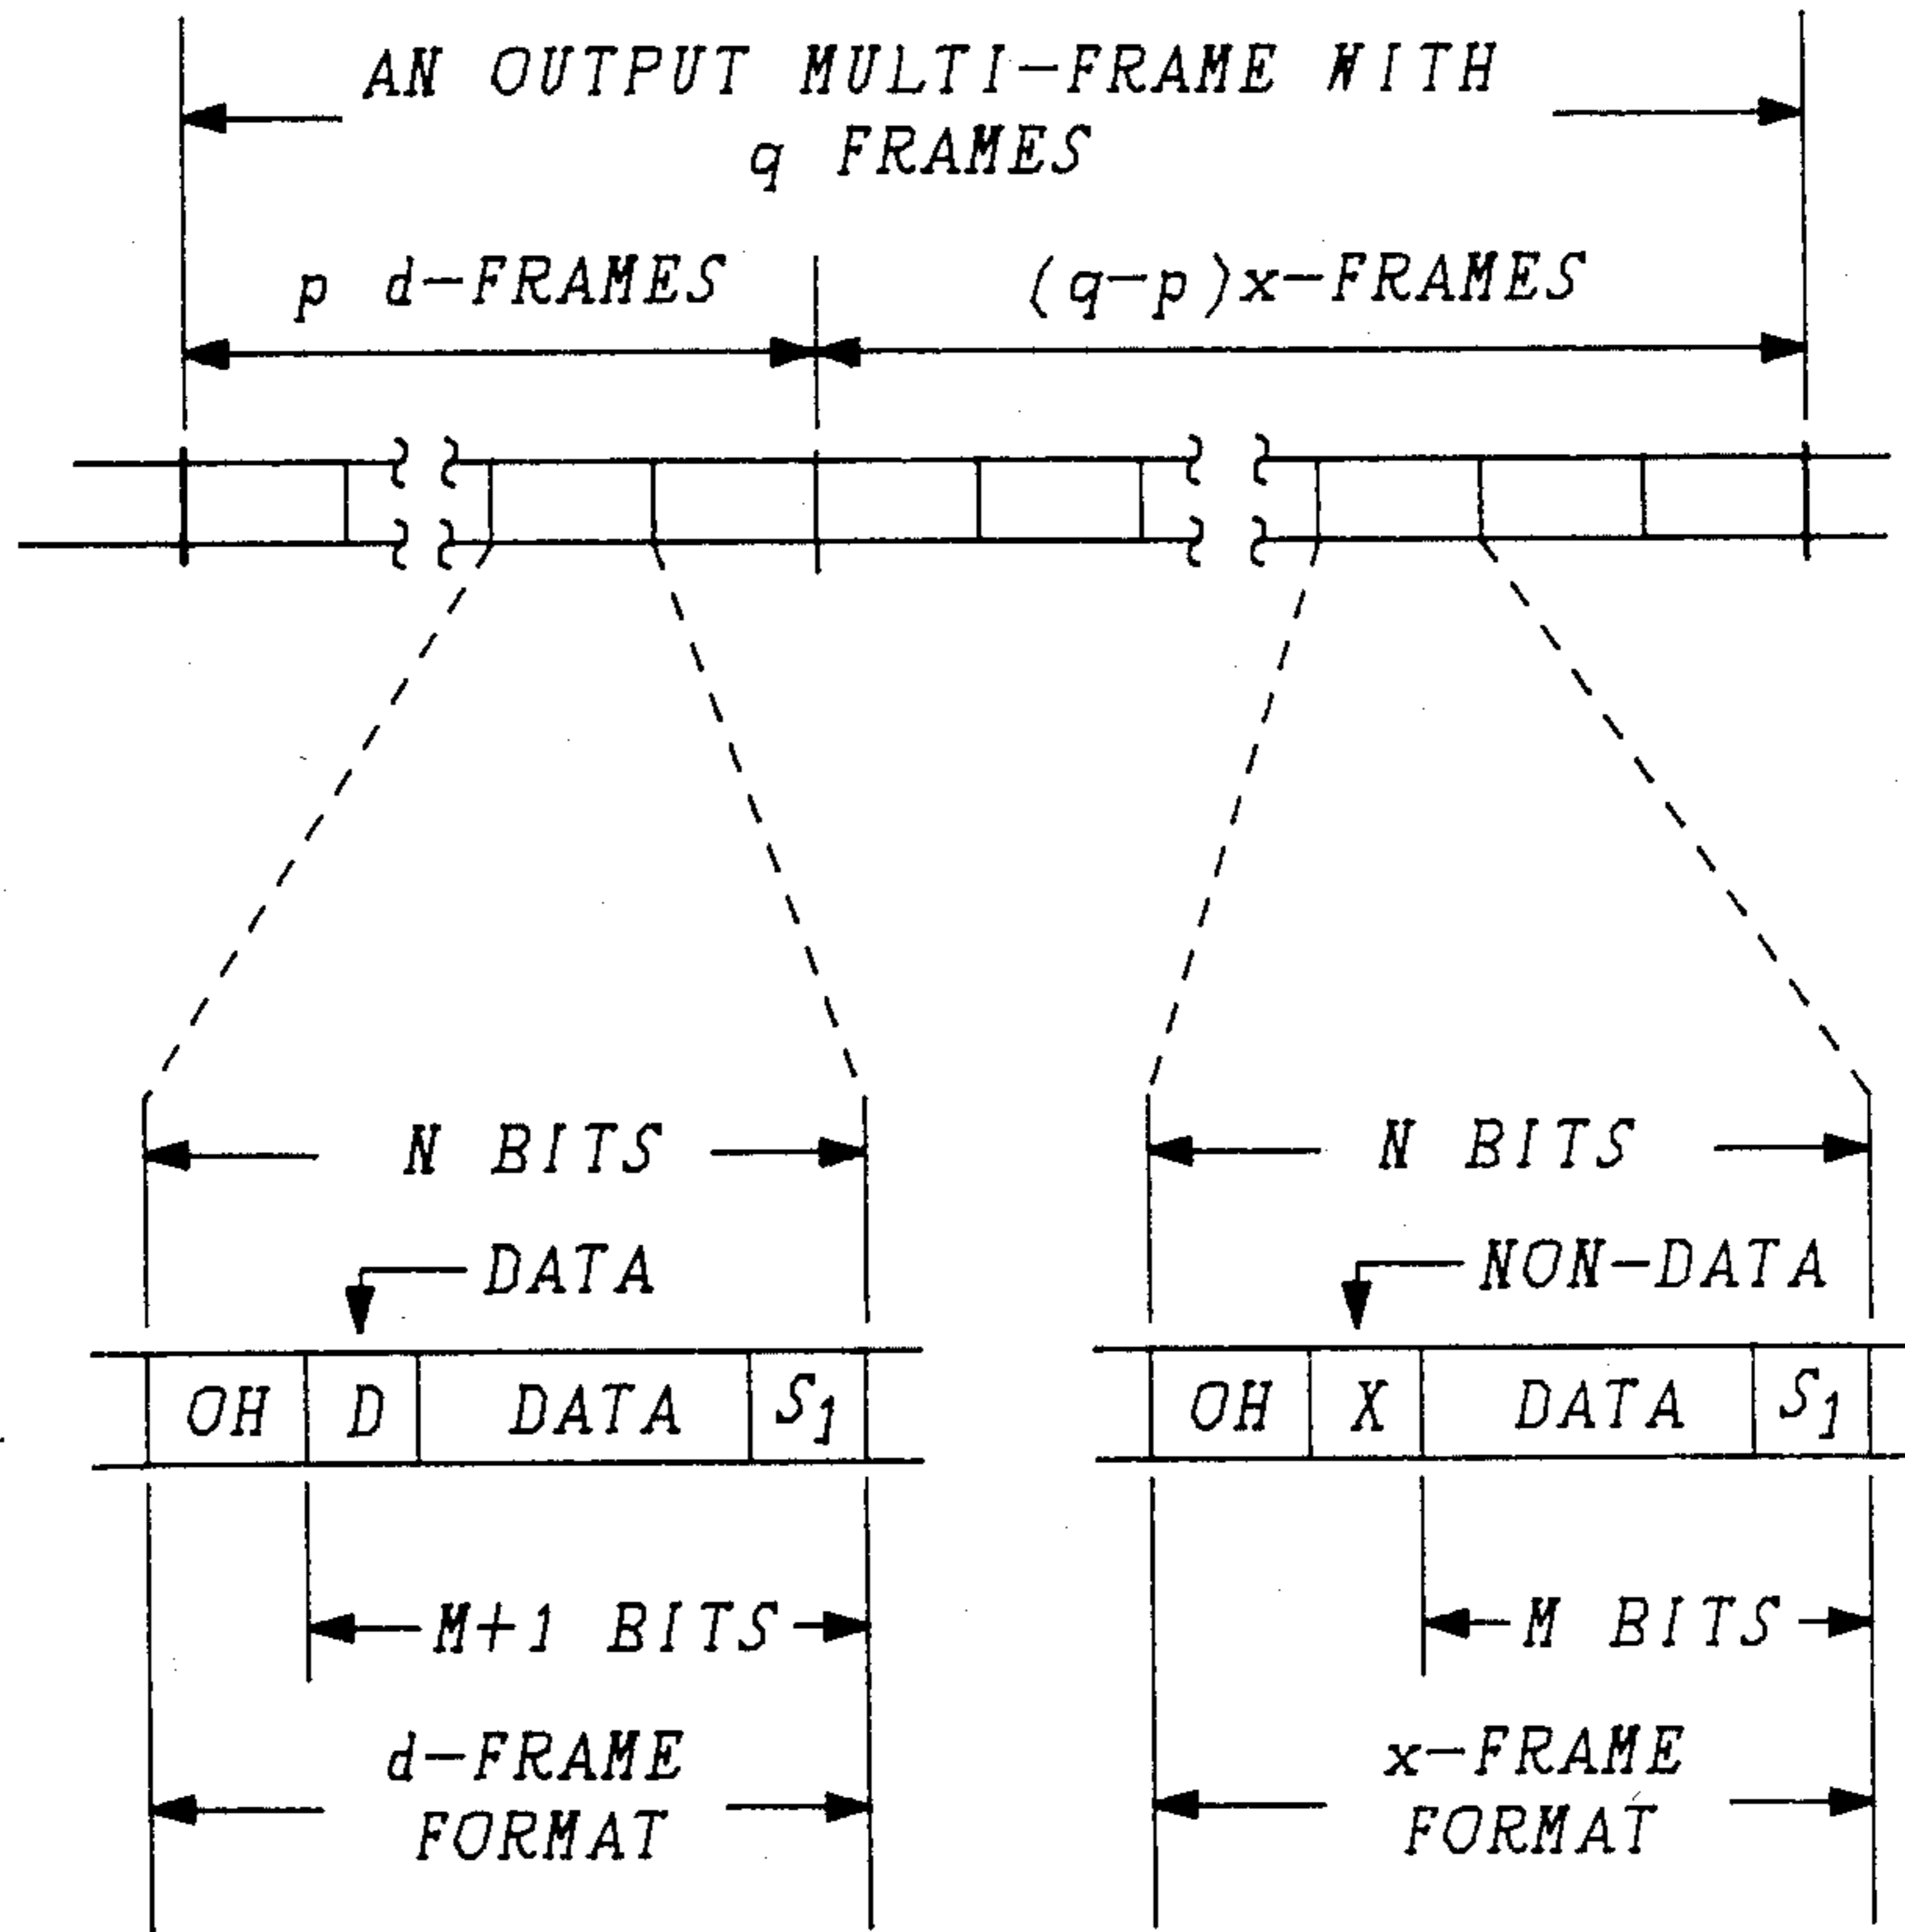 AN OUTPUT MULTI-FRAME WITH
q FRAMES
p d-FRAMES
(q-p)x-FRAMES
N BITS
N BITS
DATA
NON-DATA
OH D DATA S1
OH X DATA S1
M+1 BITS
M BITS
d-FRAME
FORMAT
x-FRAME
FORMAT